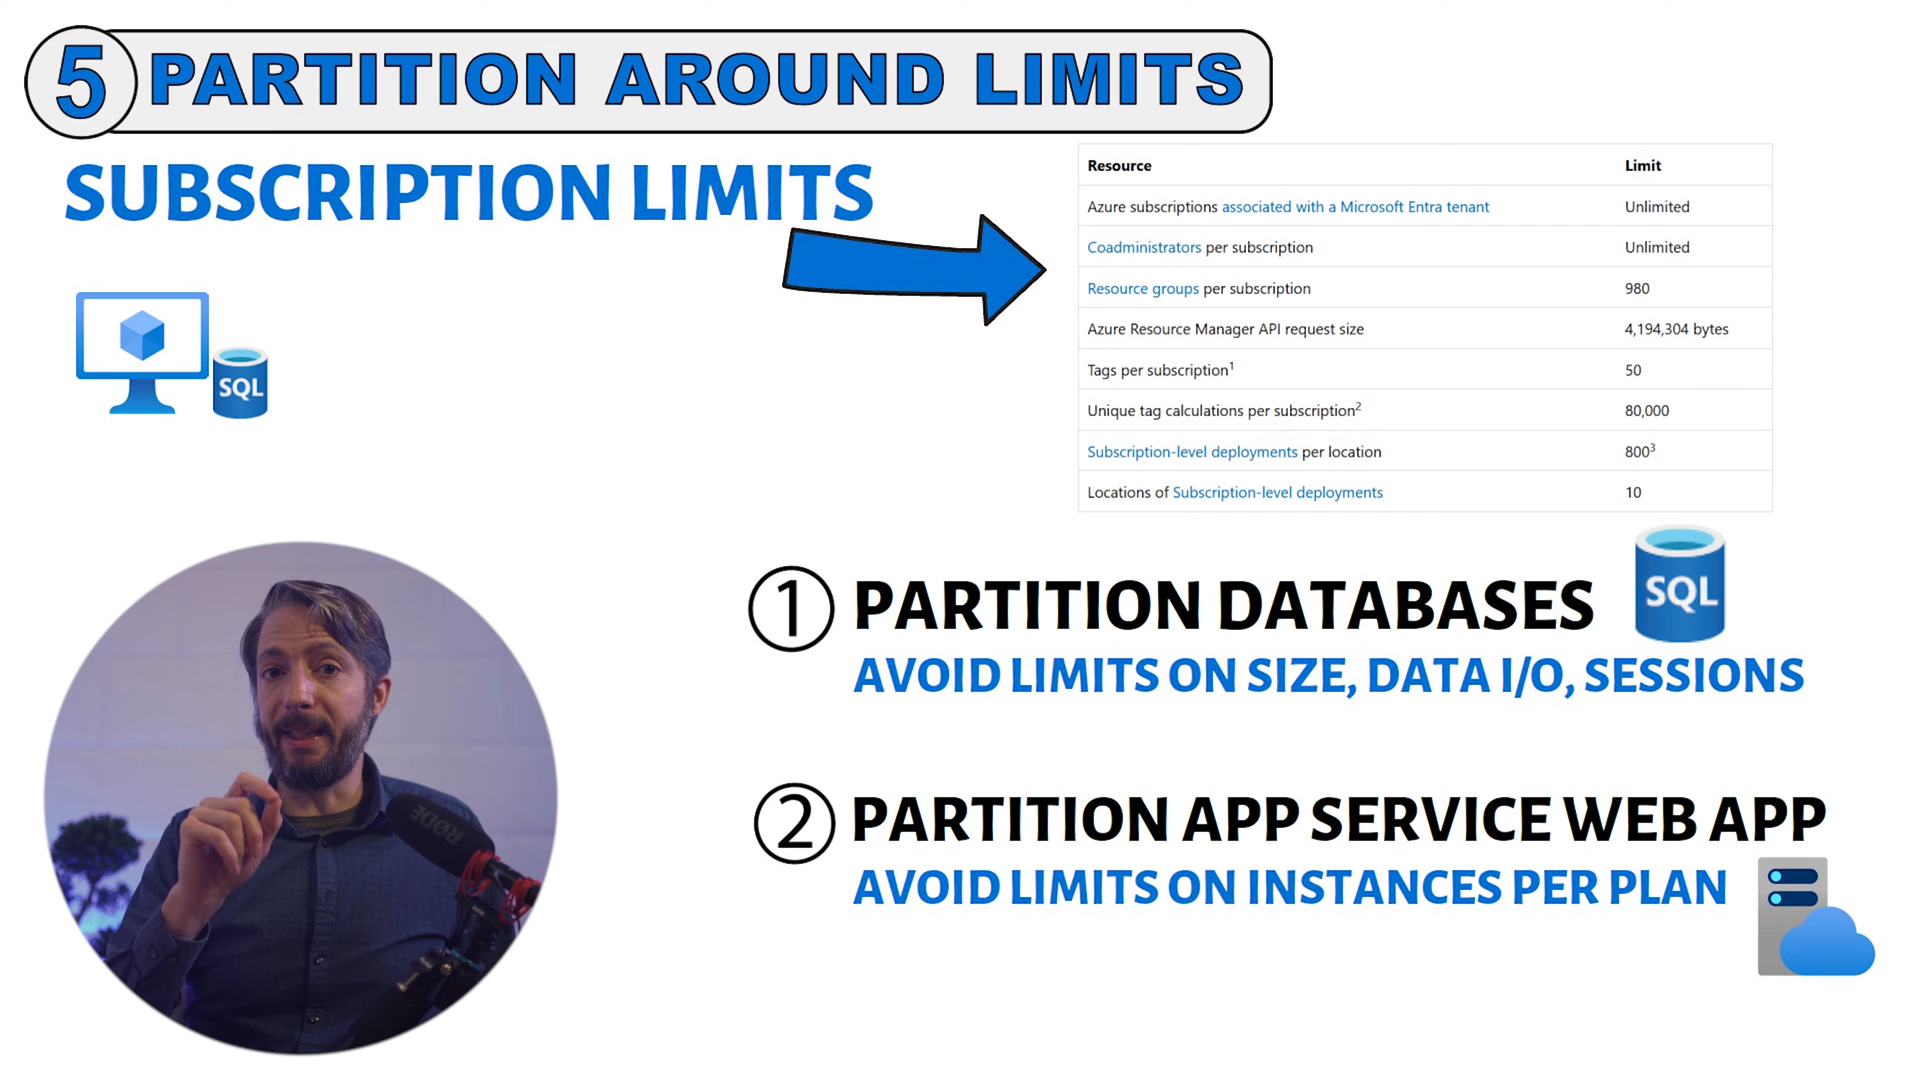 5 PARTITION AROUND LIMITS
SUBSCRIPTION LIMITS
Resource Limit
Azure subscriptions associated with a Microsoft Entra tenant Unlimited
Coadministrators per subscription Unlimited
Resource groups per subscription 980
Azure Resource Manager API request size 4,194,304 bytes
Tags per subscription¹ 50
Unique tag calculations per subscription² 80,000
Subscription-level deployments per location 800³
Locations of Subscription-level deployments 10
SQL
SQL
1 PARTITION DATABASES
AVOID LIMITS ON SIZE, DATA I/O, SESSIONS
2 PARTITION APP SERVICE WEB APP
AVOID LIMITS ON INSTANCES PER PLAN
RØDE